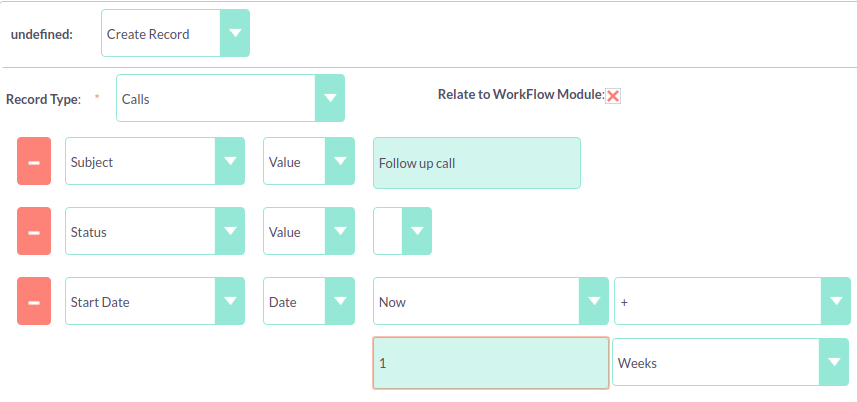 undefined: Create Record
Record Type: * Calls Relate to WorkFlow Module:
Subject Value Follow up call
Status Value
Start Date Date Now +
1 Weeks